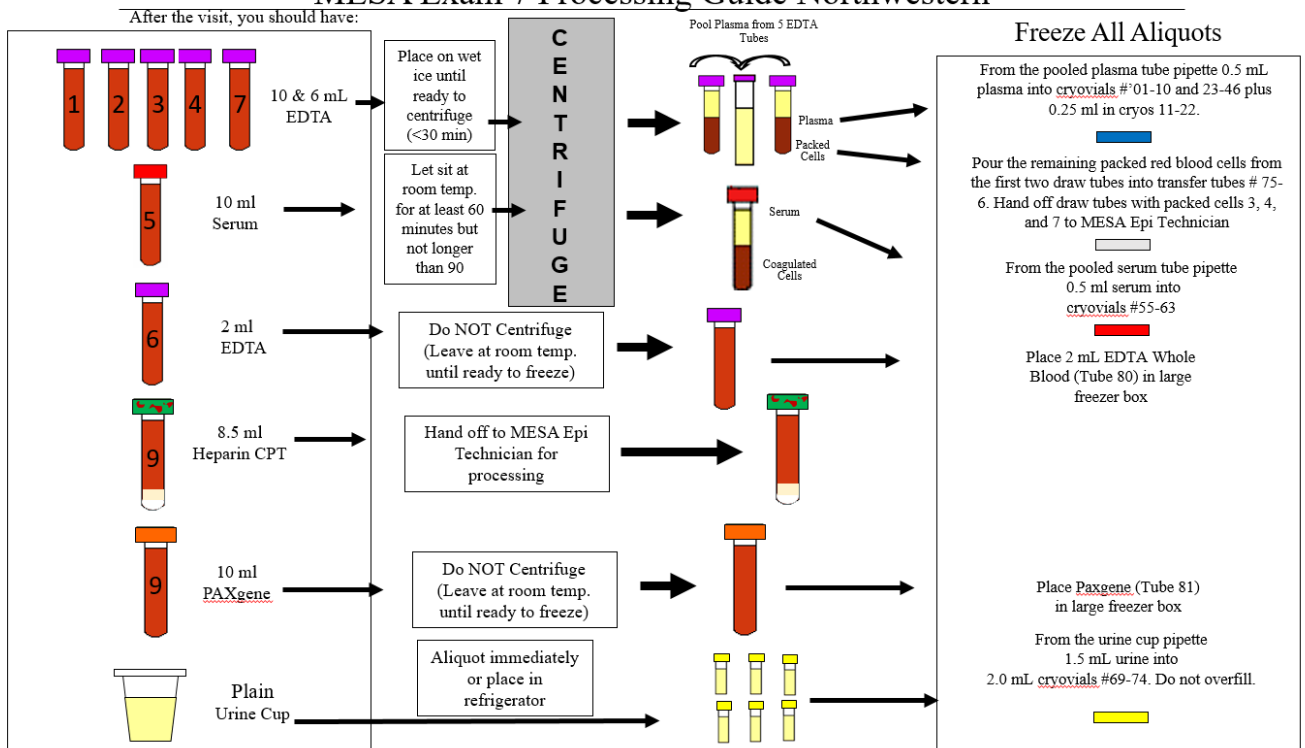 MESA Exam 7 Processing Guide Northwestern
After the visit, you should have:
1
2
3
4
7
10 & 6 mL
EDTA
Place on wet
ice until
ready to
centrifuge
(<30 min)
C
E
N
T
R
I
F
U
G
E
Pool Plasma from 5 EDTA
Tubes
Plasma
Packed
Cells
Freeze All Aliquots
From the pooled plasma tube pipette 0.5 mL
plasma into cryovials #’01-10 and 23-46 plus
0.25 ml in cryos 11-22.
5
10 ml
Serum
Let sit at
room temp.
for at least 60
minutes but
not longer
than 90
Serum
Coagulated
Cells
Pour the remaining packed red blood cells from
the first two draw tubes into transfer tubes # 75-
6. Hand off draw tubes with packed cells 3, 4,
and 7 to MESA Epi Technician
From the pooled serum tube pipette
0.5 ml serum into
cryovials #55-63
6
2 ml
EDTA
Do NOT Centrifuge
(Leave at room temp.
until ready to freeze)
Place 2 mL EDTA Whole
Blood (Tube 80) in large
freezer box
9
8.5 ml
Heparin CPT
Hand off to MESA Epi
Technician for
processing
9
10 ml
PAXgene
Do NOT Centrifuge
(Leave at room temp.
until ready to freeze)
Place Paxgene (Tube 81)
in large freezer box
Plain
Urine Cup
Aliquot immediately
or place in
refrigerator
From the urine cup pipette
1.5 mL urine into
2.0 mL cryovials #69-74. Do not overfill.